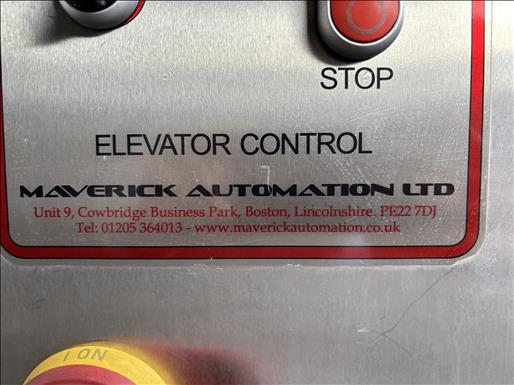 STOP
ELEVATOR CONTROL
MAVERICK AUTOMATION LTD
Unit 9, Cowbridge Business Park, Boston, Lincolnshire. PE22 7DJ
Tel: 01205 364013 - www.maverickautomation.co.uk
I ON